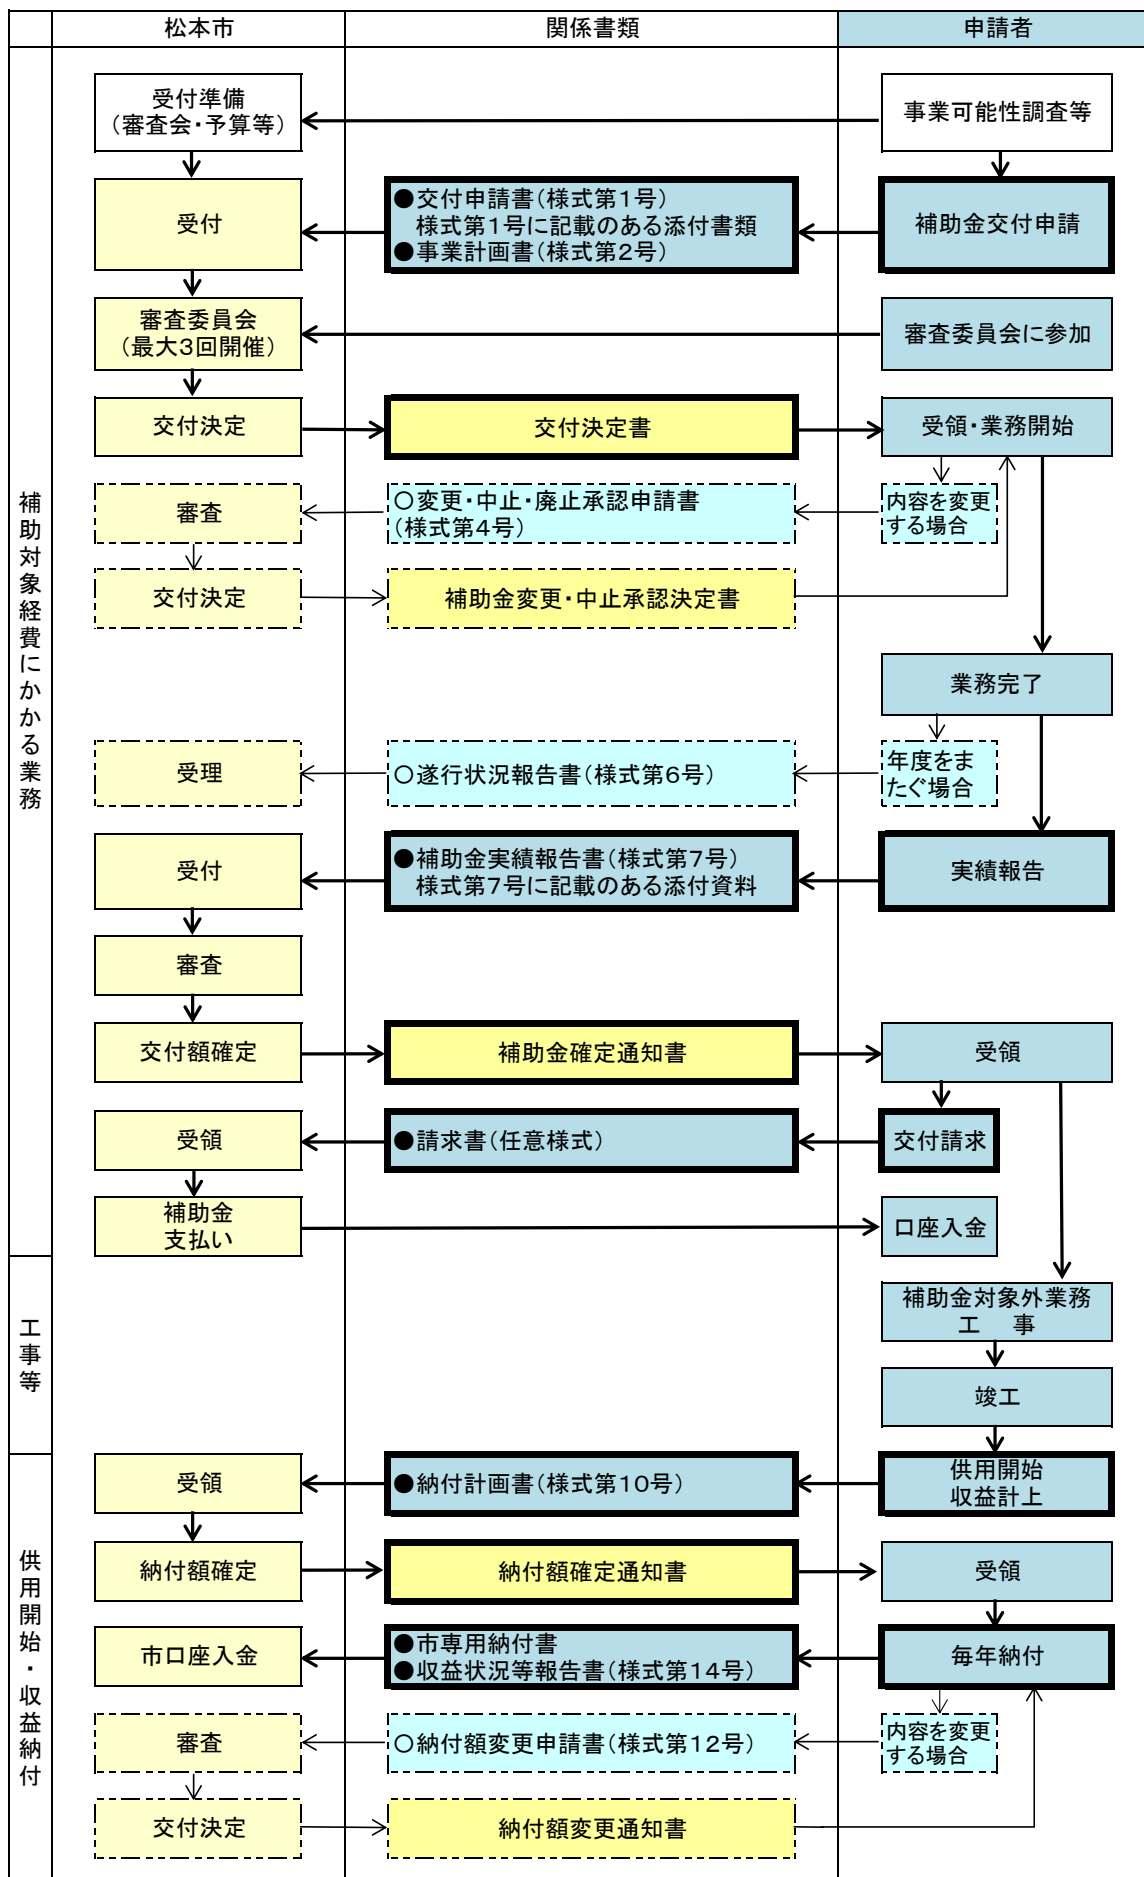 松本市
関係書類
申請者
受付準備
（審査会・予算等）
事業可能性調査等
受付
●交付申請書（様式第１号）
様式第１号に記載のある添付書類
●事業計画書（様式第２号）
補助金交付申請
審査委員会
（最大３回開催）
審査委員会に参加
交付決定
交付決定書
受領・業務開始
審査
○変更・中止・廃止承認申請書
（様式第４号）
内容を変更
する場合
交付決定
補助金変更・中止承認決定書
業務完了
受理
○遂行状況報告書（様式第６号）
年度をま
たぐ場合
受付
●補助金実績報告書（様式第７号）
様式第７号に記載のある添付資料
実績報告
審査
交付額確定
補助金確定通知書
受領
受領
●請求書（任意様式）
交付請求
補助金
支払い
口座入金
補助対象経費にかかる業務
補助金対象外業務
工　事
竣工
工事等
受領
●納付計画書（様式第１０号）
供用開始
収益計上
納付額確定
納付額確定通知書
受領
市口座入金
●市専用納付書
●収益状況等報告書（様式第１４号）
毎年納付
審査
○納付額変更申請書（様式第１２号）
内容を変更
する場合
交付決定
納付額変更通知書
供用開始・収益納付